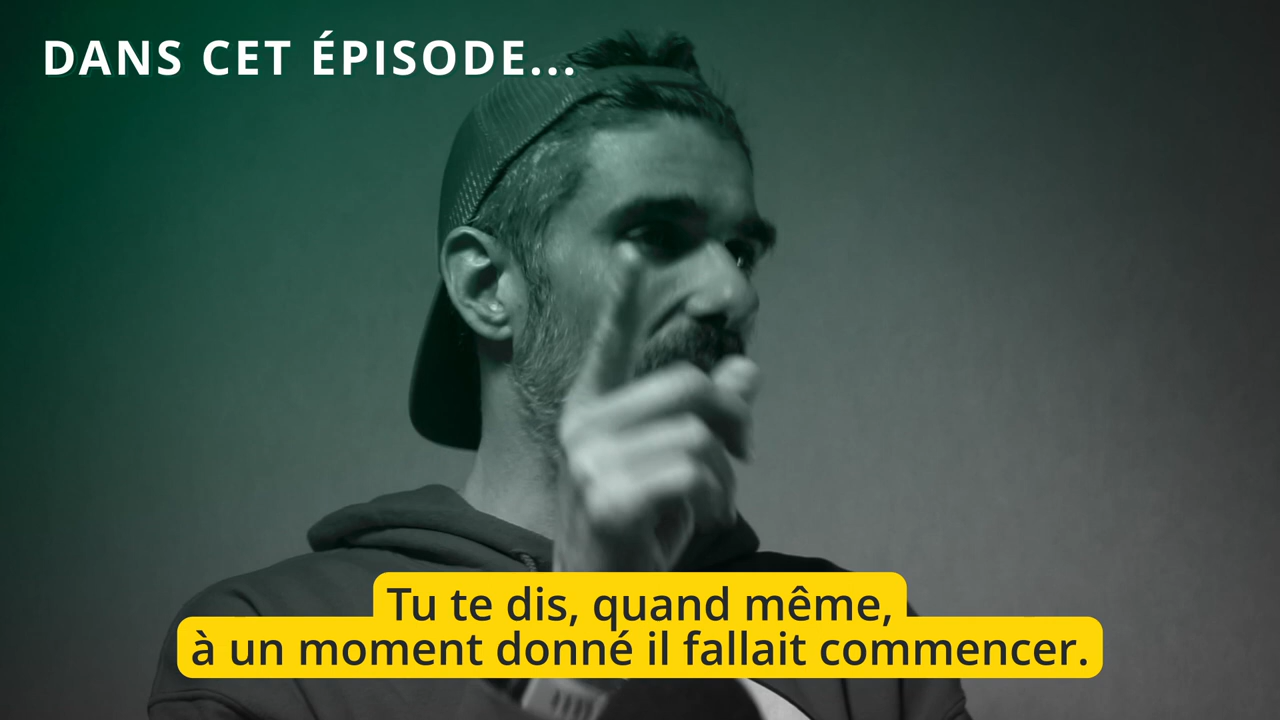 DANS CET ÉPISODE...
Tu te dis, quand même,
à un moment donné il fallait commencer.